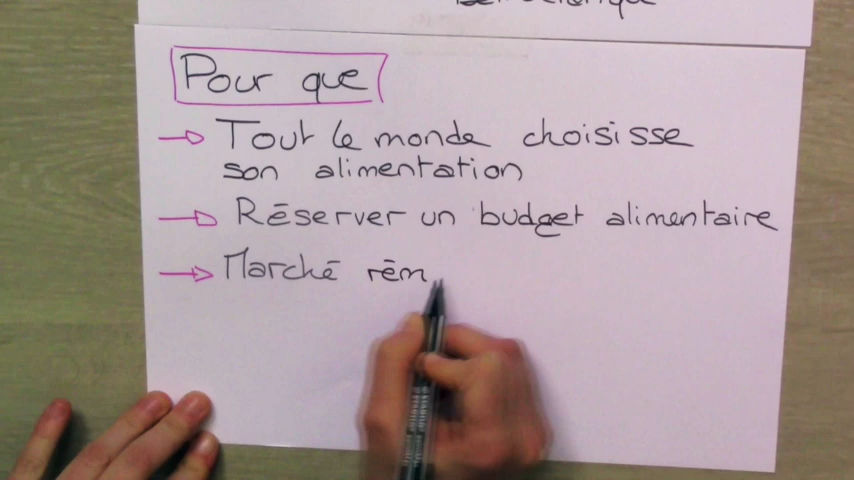 Pour que
Tout le monde choisisse
son alimentation
Réserver un budget alimentaire
Marché rém